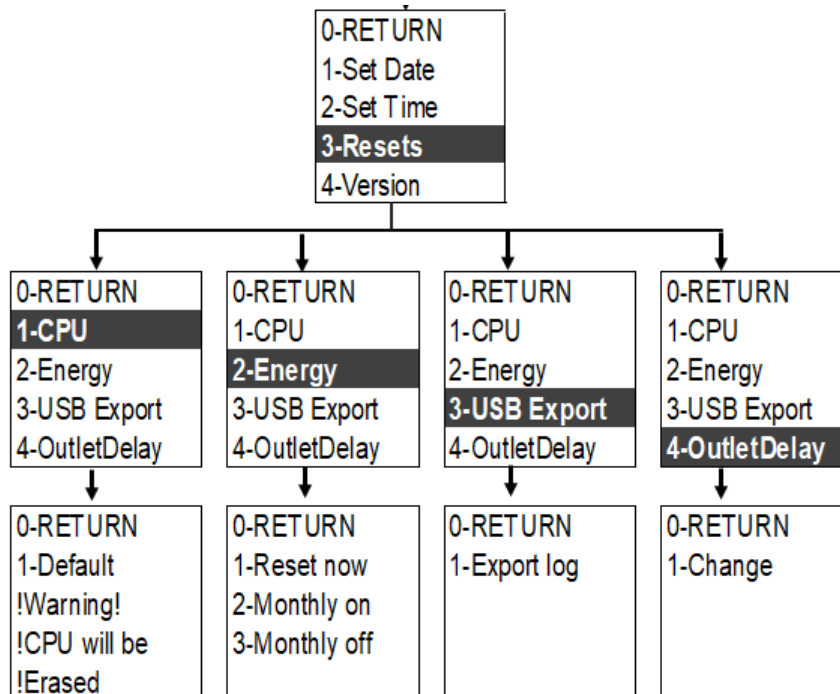 0-RETURN
1-Set Date
2-Set Time
3-Resets
4-Version
0-RETURN
1-CPU
2-Energy
3-USB Export
4-OutletDelay
0-RETURN
1-CPU
2-Energy
3-USB Export
4-OutletDelay
0-RETURN
1-CPU
2-Energy
3-USB Export
4-OutletDelay
0-RETURN
1-CPU
2-Energy
3-USB Export
4-OutletDelay
0-RETURN
1-Default
!Warning!
!CPU will be
!Erased
0-RETURN
1-Reset now
2-Monthly on
3-Monthly off
0-RETURN
1-Export log
0-RETURN
1-Change